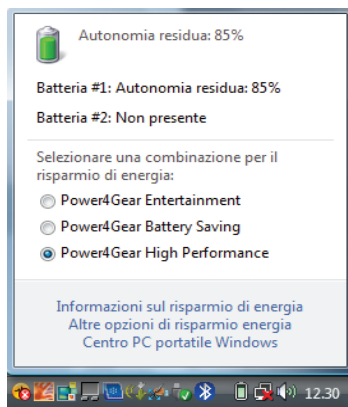 Autonomia residua: 85%
Batteria #1: Autonomia residua: 85%
Batteria #2: Non presente
Selezionare una combinazione per il
risparmio di energia:
Power4Gear Entertainment
Power4Gear Battery Saving
Power4Gear High Performance
Informazioni sul risparmio di energia
Altre opzioni di risparmio energia
Centro PC portatile Windows
12.30